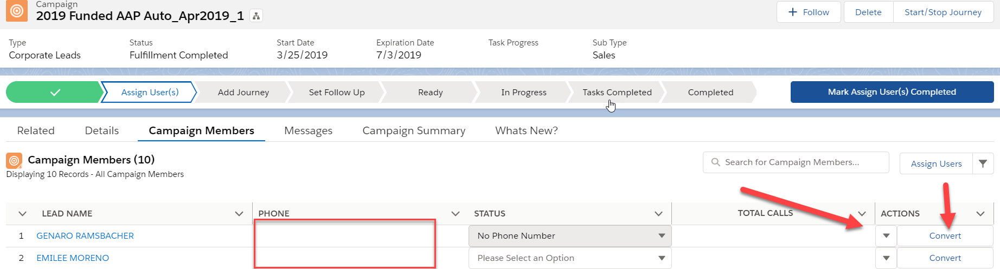 Campaign
2019 Funded AAP Auto_Apr2019_1
Follow
Delete
Start/Stop Journey
Type
Corporate Leads
Status
Fulfillment Completed
Start Date
3/25/2019
Expiration Date
7/3/2019
Task Progress
Sub Type
Sales
Assign User(s)
Add Journey
Set Follow Up
Ready
In Progress
Tasks Completed
Completed
Mark Assign User(s) Completed
Related
Details
Campaign Members
Messages
Campaign Summary
Whats New?
Campaign Members (10)
Displaying 10 Records - All Campaign Members
Search for Campaign Members...
Assign Users
LEAD NAME
PHONE
STATUS
TOTAL CALLS
ACTIONS
1 GENARO RAMSBACHER
No Phone Number
Convert
2 EMILEE MORENO
Please Select an Option
Convert